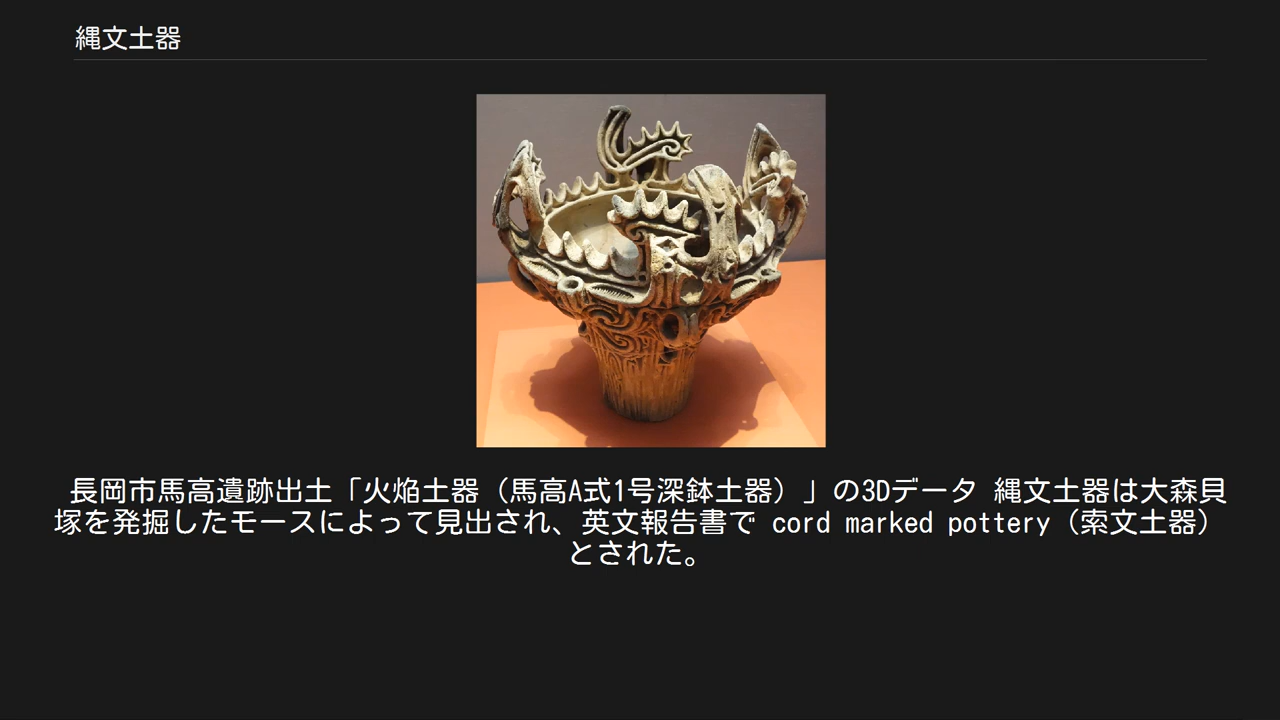 縄文土器
長岡市馬高遺跡出土「火焔土器（馬高A式1号深鉢土器）」の3Dデータ 縄文土器は大森貝
塚を発掘したモースによって見出され、英文報告書で cord marked pottery（索文土器）
とされた。